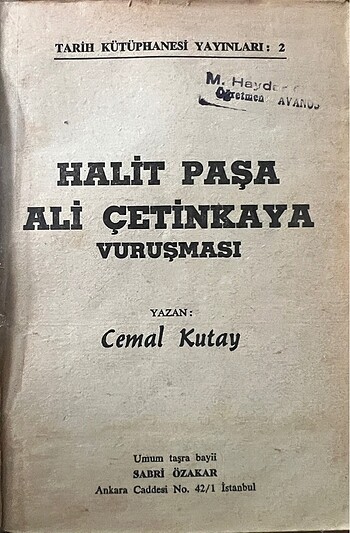 TARİH KÜTÜPHANESİ YAYINLARI: 2
M. Haydar
Öğretmen AVANOS
HALİT PAŞA
ALİ ÇETİNKAYA
VURUŞMASI
YAZAN:
Cemal Kutay
Umum taşra bayii
SABRİ ÖZAKAR
Ankara Caddesi No. 42/1 İstanbul